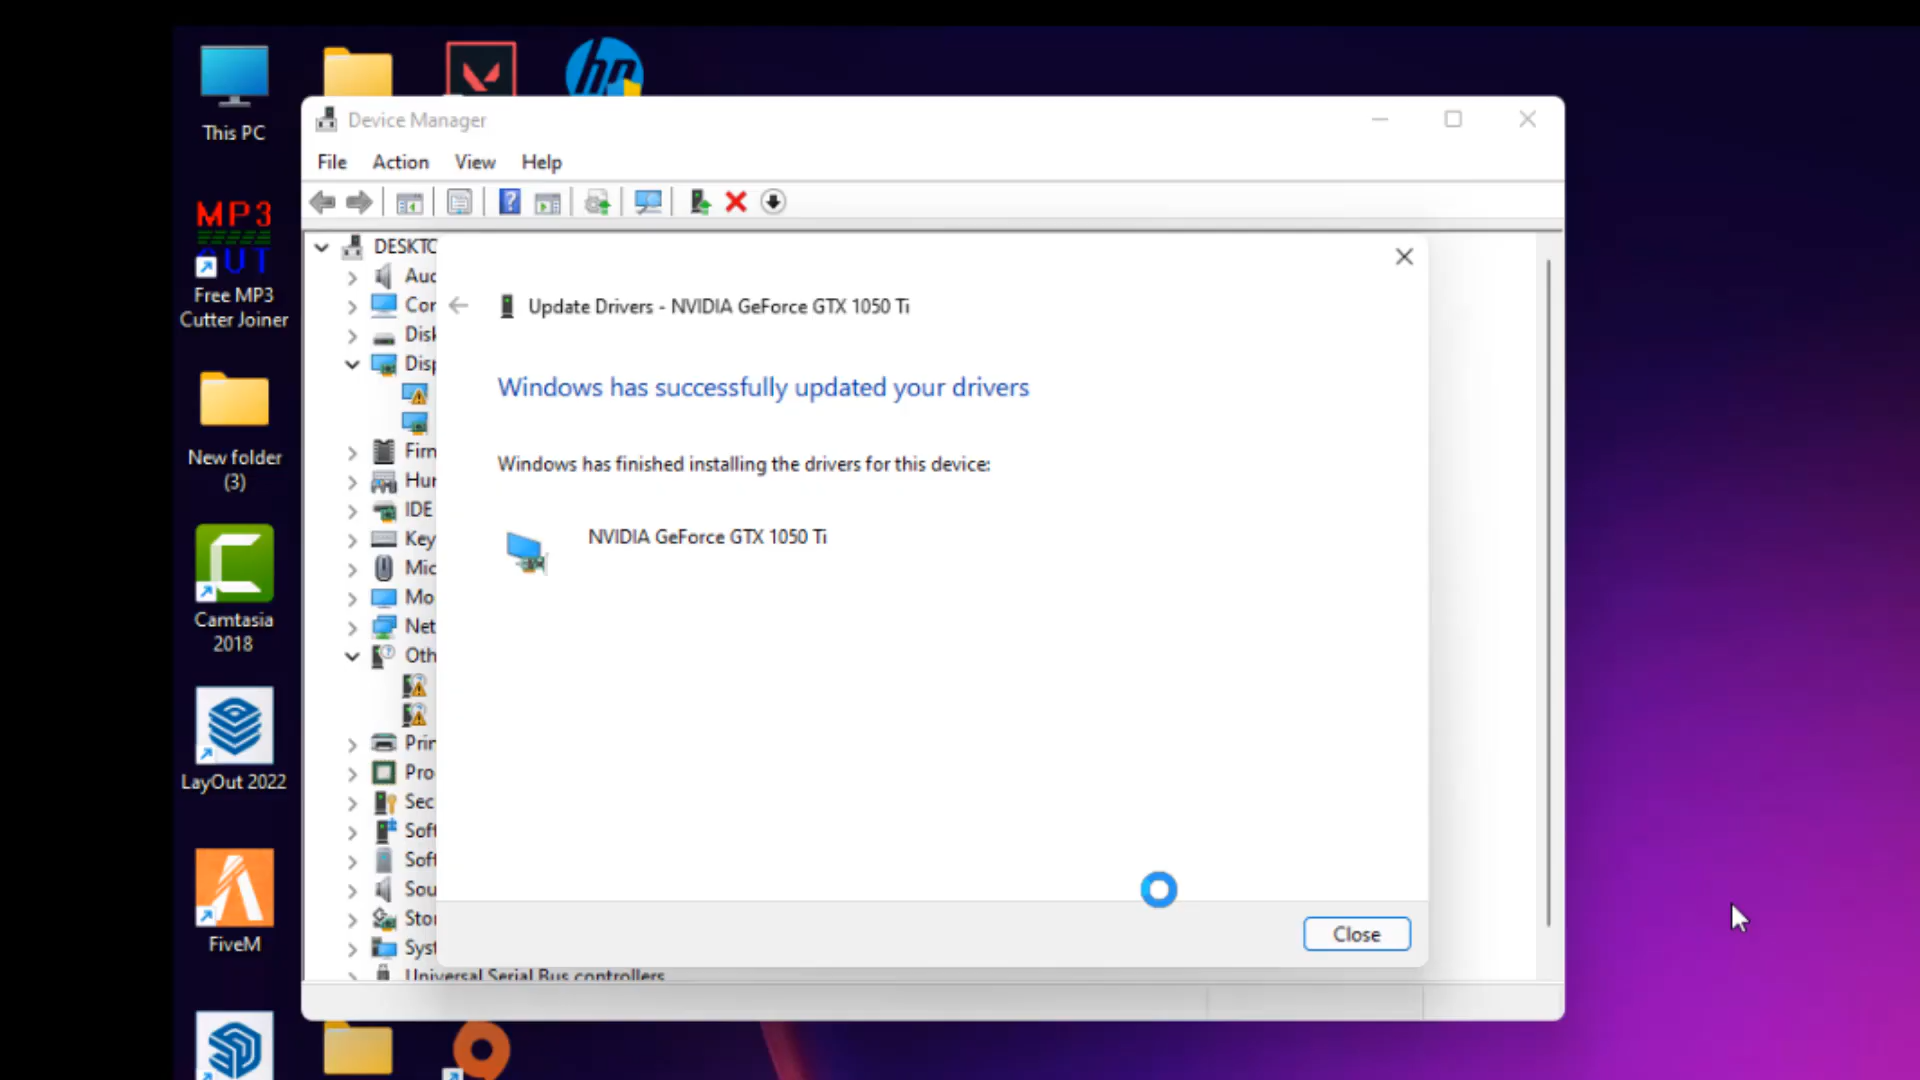 This PC
Device Manager
File Action View Help
MP3
CUT
Free MP3
Cutter Joiner
New folder
(3)
Camtasia
2018
LayOut 2022
FiveM
hp
DESKTO
Aud
Con
Disk
Disp
Firm
Hum
IDE
Key
Mic
Mo
Net
Oth
Prin
Pro
Sec
Soft
Soft
Sou
Stor
Syst
Universal Serial Bus controllers
Update Drivers - NVIDIA GeForce GTX 1050 Ti
Windows has successfully updated your drivers
Windows has finished installing the drivers for this device:
NVIDIA GeForce GTX 1050 Ti
Close